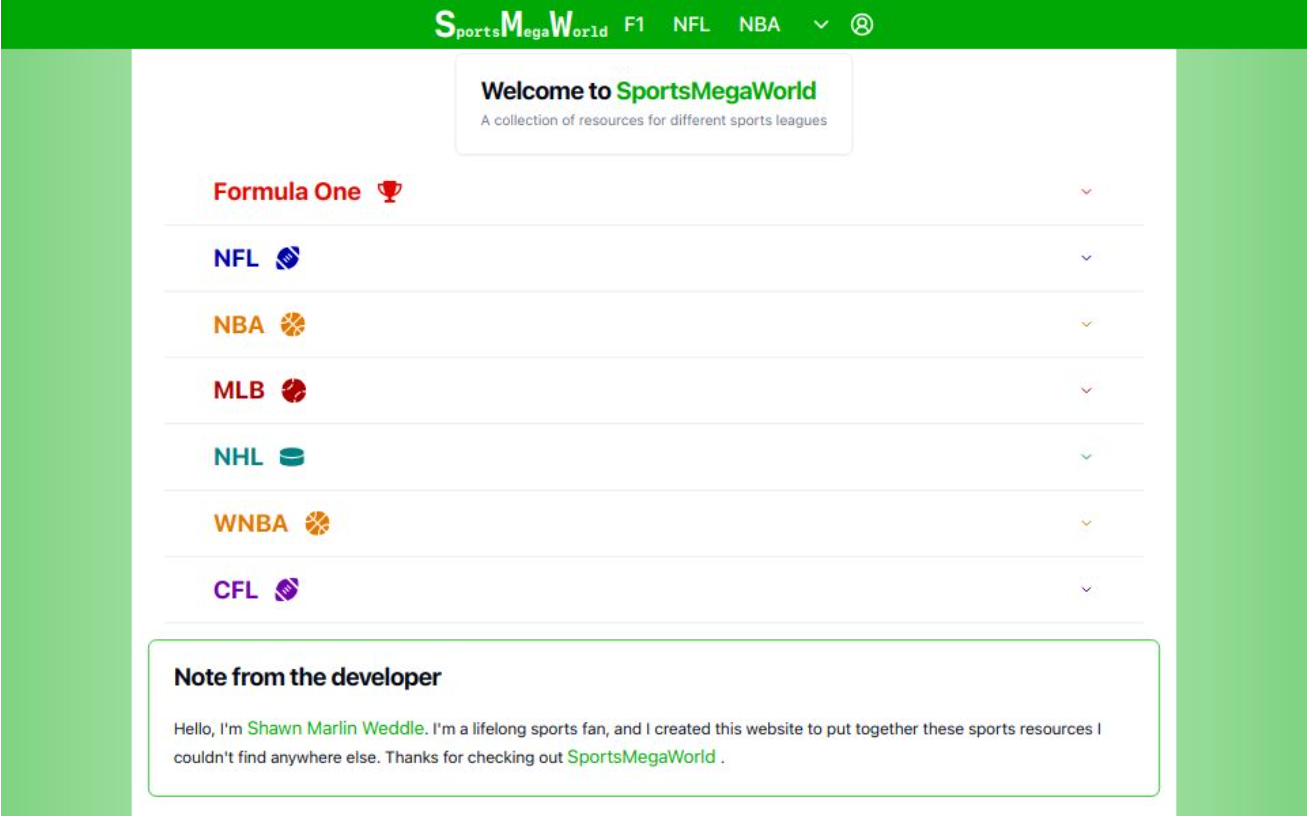 SportsMegaWorld F1 NFL NBA
Welcome to SportsMegaWorld
A collection of resources for different sports leagues
Formula One
NFL
NBA
MLB
NHL
WNBA
CFL
Note from the developer
Hello, I'm Shawn Marlin Weddle. I'm a lifelong sports fan, and I created this website to put together these sports resources I
couldn't find anywhere else. Thanks for checking out SportsMegaWorld .